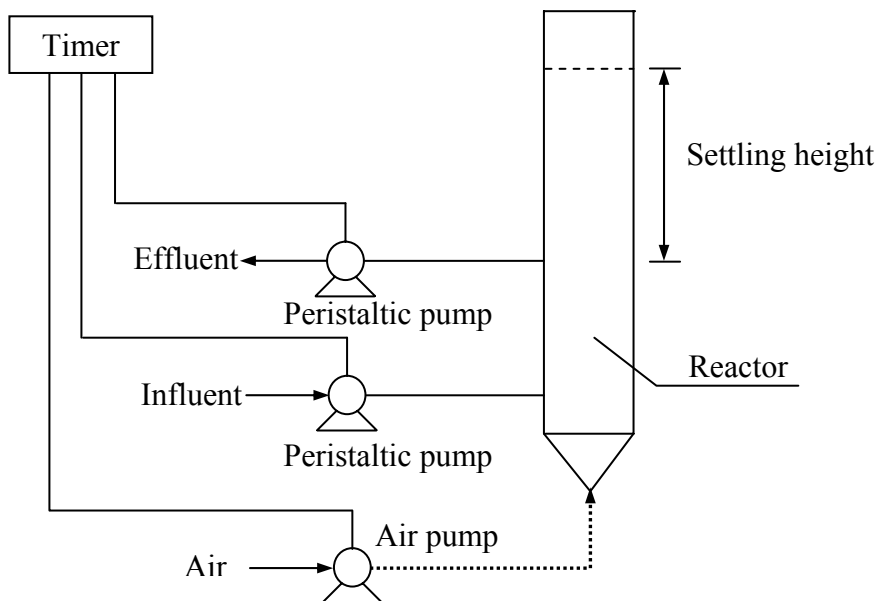 Timer
Settling height
Effluent
Peristaltic pump
Reactor
Influent
Peristaltic pump
Air pump
Air